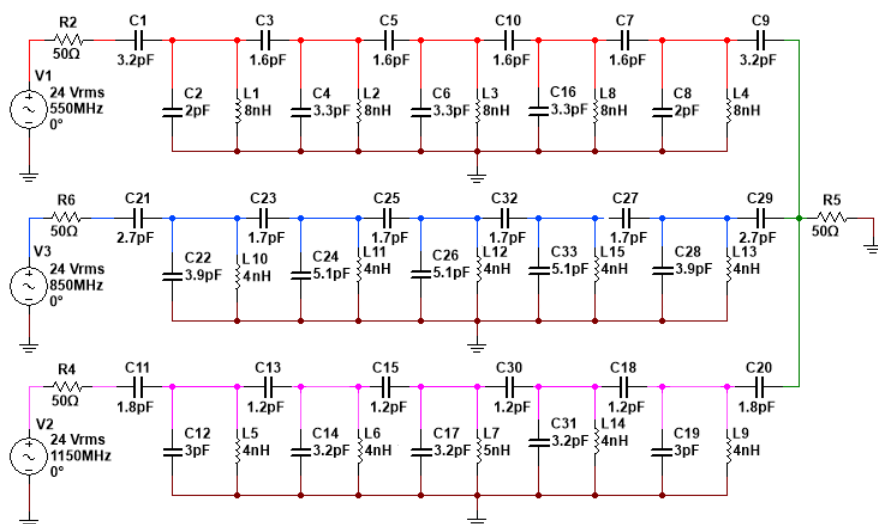 R2
50Ω
C1
3.2pF
C3
1.6pF
C5
1.6pF
C10
1.6pF
C7
1.6pF
C9
3.2pF
V1
24 Vrms
550MHz
0°
C2
2pF
L1
8nH
C4
3.3pF
L2
8nH
C6
3.3pF
L3
8nH
C16
3.3pF
L8
8nH
C8
2pF
L4
8nH
R6
50Ω
C21
2.7pF
C23
1.7pF
C25
1.7pF
C32
1.7pF
C27
1.7pF
C29
2.7pF
R5
50Ω
V3
24 Vrms
850MHz
0°
C22
3.9pF
L10
4nH
C24
5.1pF
L11
4nH
C26
5.1pF
L12
4nH
C33
5.1pF
L15
4nH
C28
3.9pF
L13
4nH
R4
50Ω
C11
1.8pF
C13
1.2pF
C15
1.2pF
C30
1.2pF
C18
1.2pF
C20
1.8pF
V2
24 Vrms
1150MHz
0°
C12
3pF
L5
4nH
C14
3.2pF
L6
4nH
C17
3.2pF
L7
5nH
C31
3.2pF
L14
4nH
C19
3pF
L9
4nH